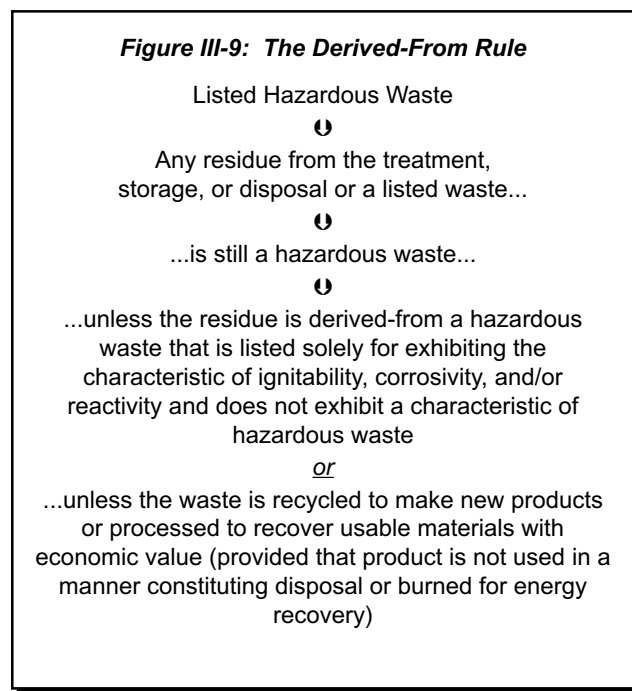 Figure III-9: The Derived-From Rule
Listed Hazardous Waste
Any residue from the treatment,
storage, or disposal or a listed waste...
...is still a hazardous waste...
...unless the residue is derived-from a hazardous
waste that is listed solely for exhibiting the
characteristic of ignitability, corrosivity, and/or
reactivity and does not exhibit a characteristic of
hazardous waste
or
...unless the waste is recycled to make new products
or processed to recover usable materials with
economic value (provided that product is not used in a
manner constituting disposal or burned for energy
recovery)